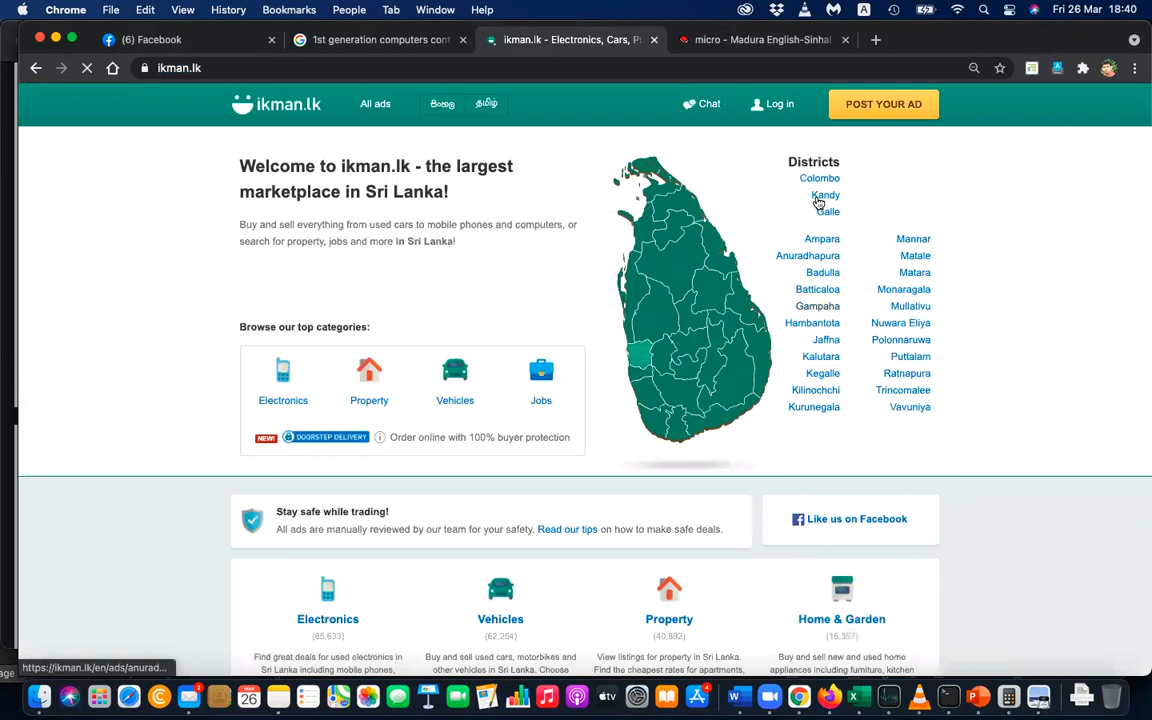 Chrome File Edit View History Bookmarks People Tab Window Help
A
Fri 26 Mar 18:40
(6) Facebook
1st generation computers cont
ikman.lk - Electronics, Cars, P
micro - Madura English-Sinhal
ikman.lk
ikman.lk
All ads
සිංහල
தமிழ்
Chat
Log in
POST YOUR AD
Welcome to ikman.lk - the largest
marketplace in Sri Lanka!
Buy and sell everything from used cars to mobile phones and computers, or
search for property, jobs and more in Sri Lanka!
Browse our top categories:
Electronics
Property
Vehicles
Jobs
NEW! DOORSTEP DELIVERY i Order online with 100% buyer protection
Districts
Colombo
Kandy
Galle
Ampara
Anuradhapura
Badulla
Batticaloa
Gampaha
Hambantota
Jaffna
Kalutara
Kegalle
Kilinochchi
Kurunegala
Mannar
Matale
Matara
Monaragala
Mullativu
Nuwara Eliya
Polonnaruwa
Puttalam
Ratnapura
Trincomalee
Vavuniya
Stay safe while trading!
All ads are manually reviewed by our team for your safety. Read our tips on how to make safe deals.
Like us on Facebook
Electronics
(85,633)
Find great deals for used electronics in
Sri Lanka including mobile phones,
Vehicles
(62,254)
Buy and sell used cars, motorbikes and
other vehicles in Sri Lanka. Choose
Property
(40,892)
View listings for property in Sri Lanka.
Find the cheapest rates for apartments,
Home & Garden
(16,357)
Buy and sell new and used home
appliances including furniture, kitchen
https://ikman.lk/en/ads/anurad...
age
MAR
26
2
tv
4